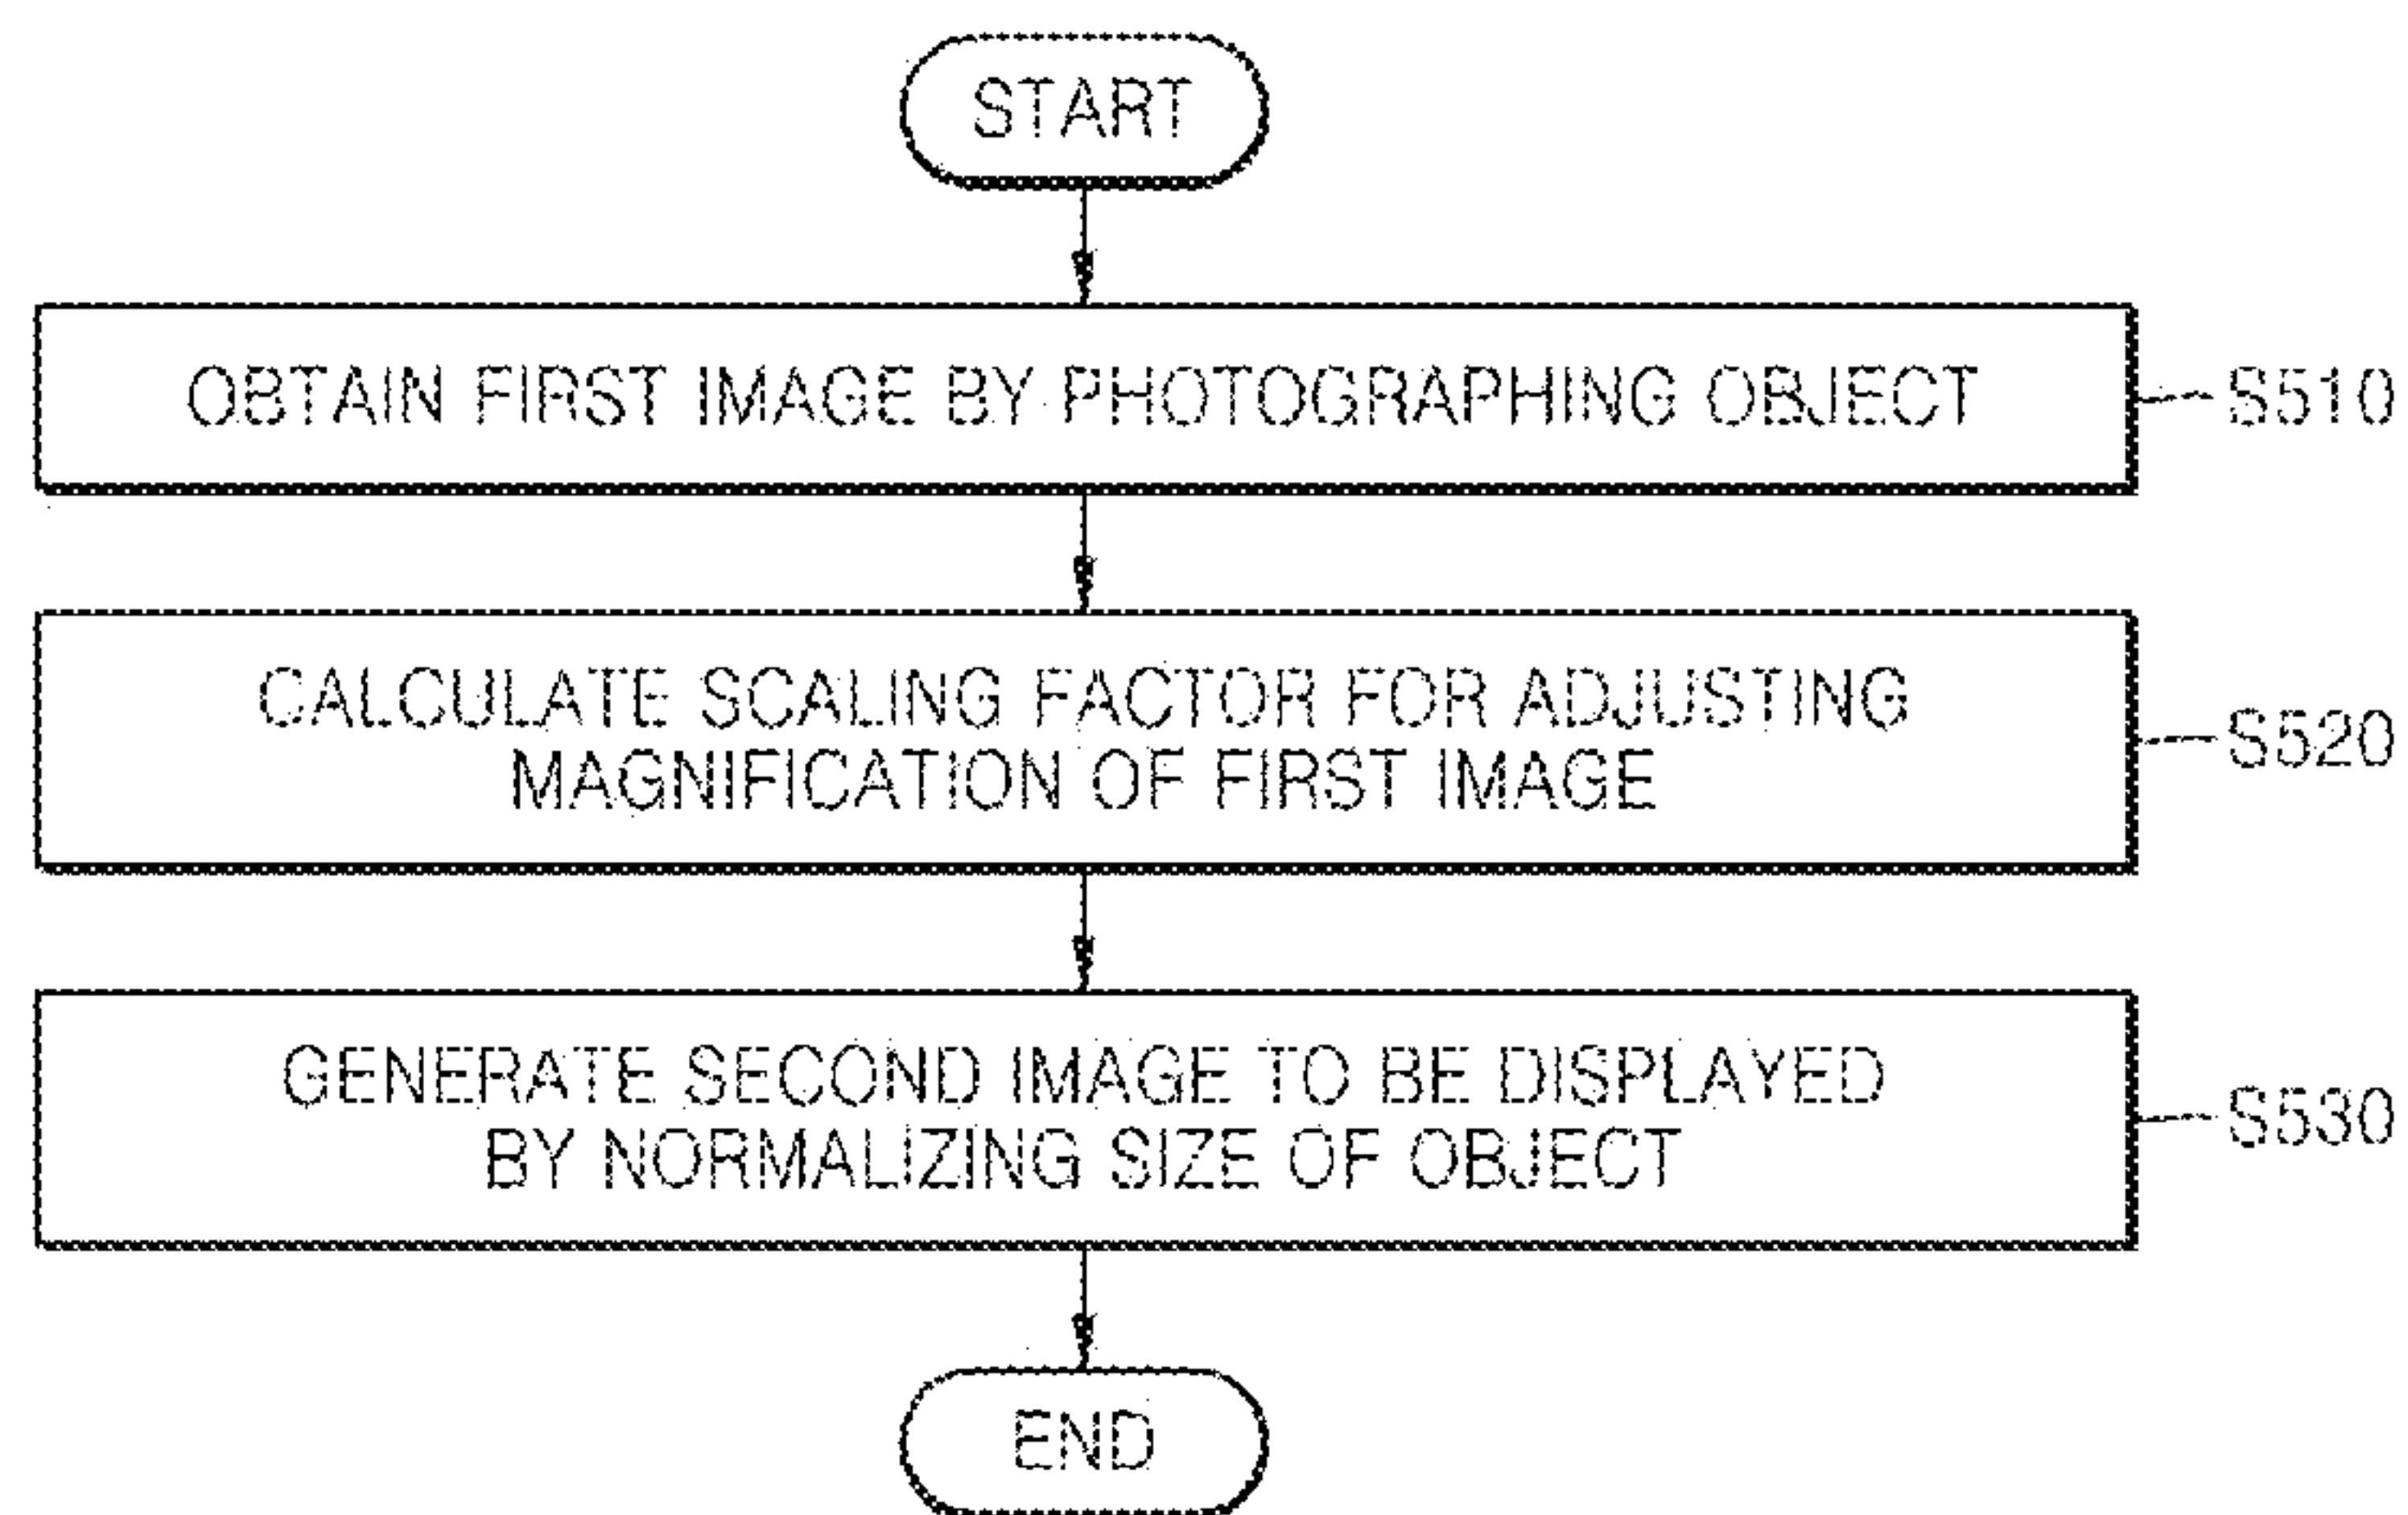 START
OBTAIN FIRST IMAGE BY PHOTOGRAPHING OBJECT
S510
CALCULATE SCALING FACTOR FOR ADJUSTING
MAGNIFICATION OF FIRST IMAGE
S520
GENERATE SECOND IMAGE TO BE DISPLAYED
BY NORMALIZING SIZE OF OBJECT
S530
END